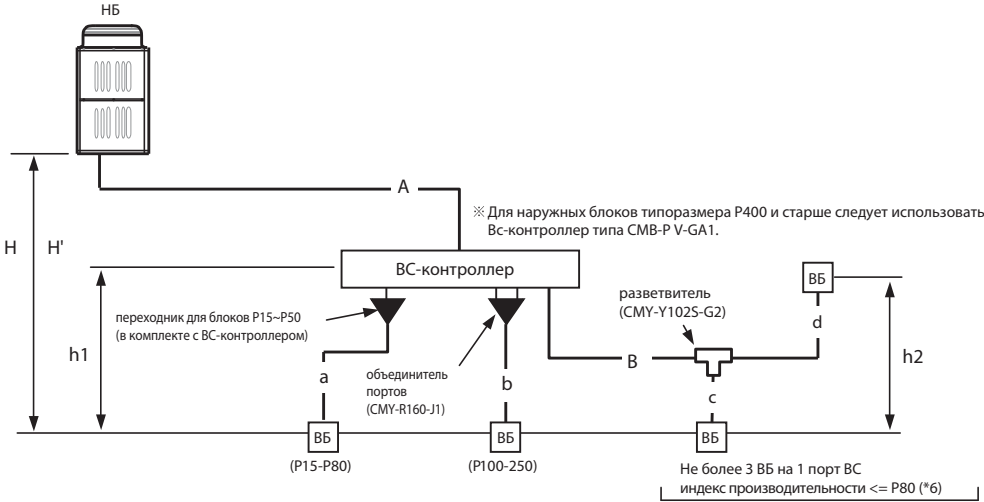 НБ
A
※ Для наружных блоков типоразмера P400 и старше следует использовать
Вс-контроллер типа CMB-P V-GA1.
H
H'
ВС-контроллер
ВБ
разветвитель
(CMY-Y102S-G2)
переходник для блоков P15~P50
(в комплекте с ВС-контроллером)
d
h1
h2
объединитель
портов
(CMY-R160-J1)
a
b
B
c
ВБ
ВБ
ВБ
(P15-P80)
(P100-250)
Не более 3 ВБ на 1 порт ВС
индекс производительности <= P80 (*6)